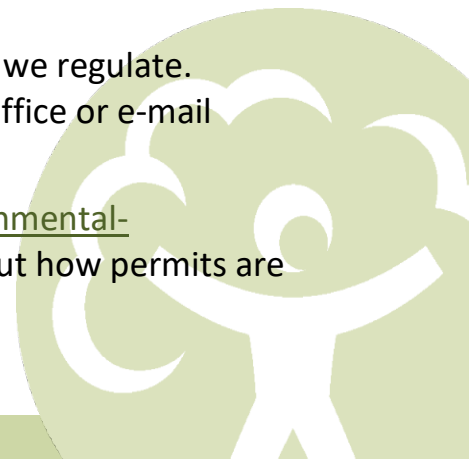 we regulate.
ffice or e-mail
nmental-
ut how permits are